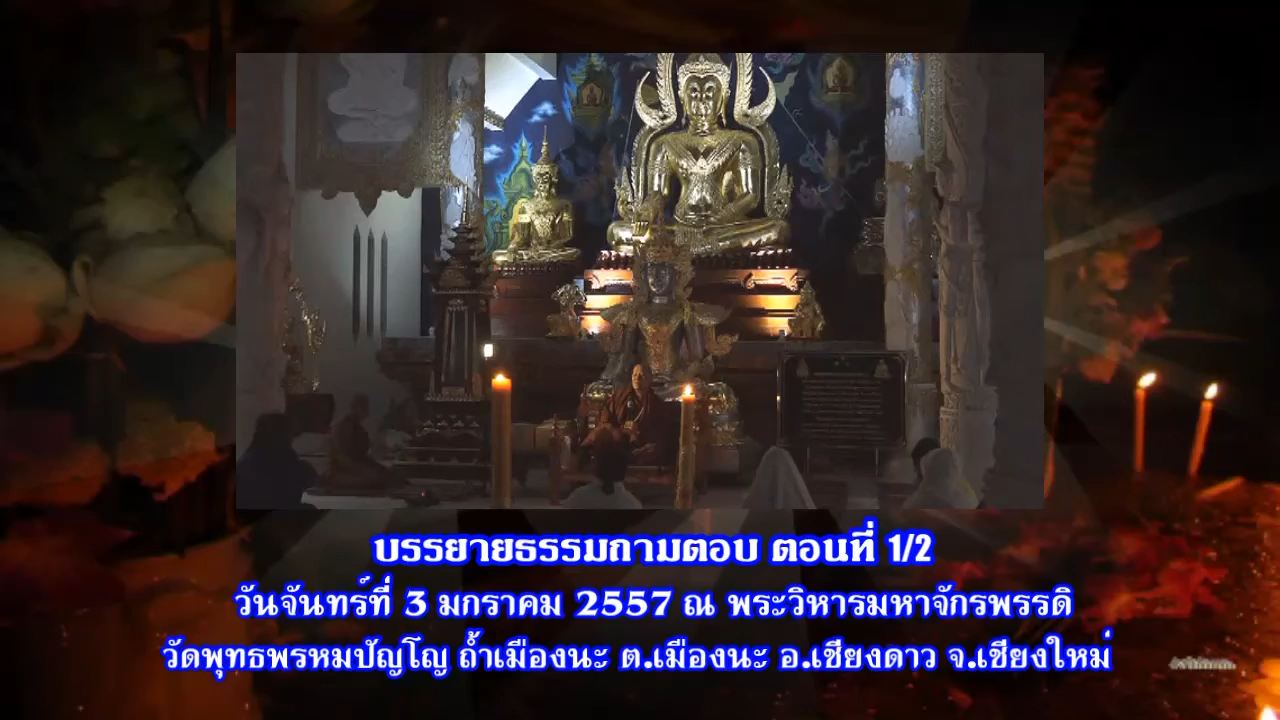 บรรยายธรรมถามตอบ ตอนที่ 1/2
วันจันทร์ที่ 3 มกราคม 2557 ณ พระวิหารมหาจักรพรรดิ
วัดพุทธพรหมปัญโญ ถ้ำเมืองนะ ต.เมืองนะ อ.เชียงดาว จ.เชียงใหม่